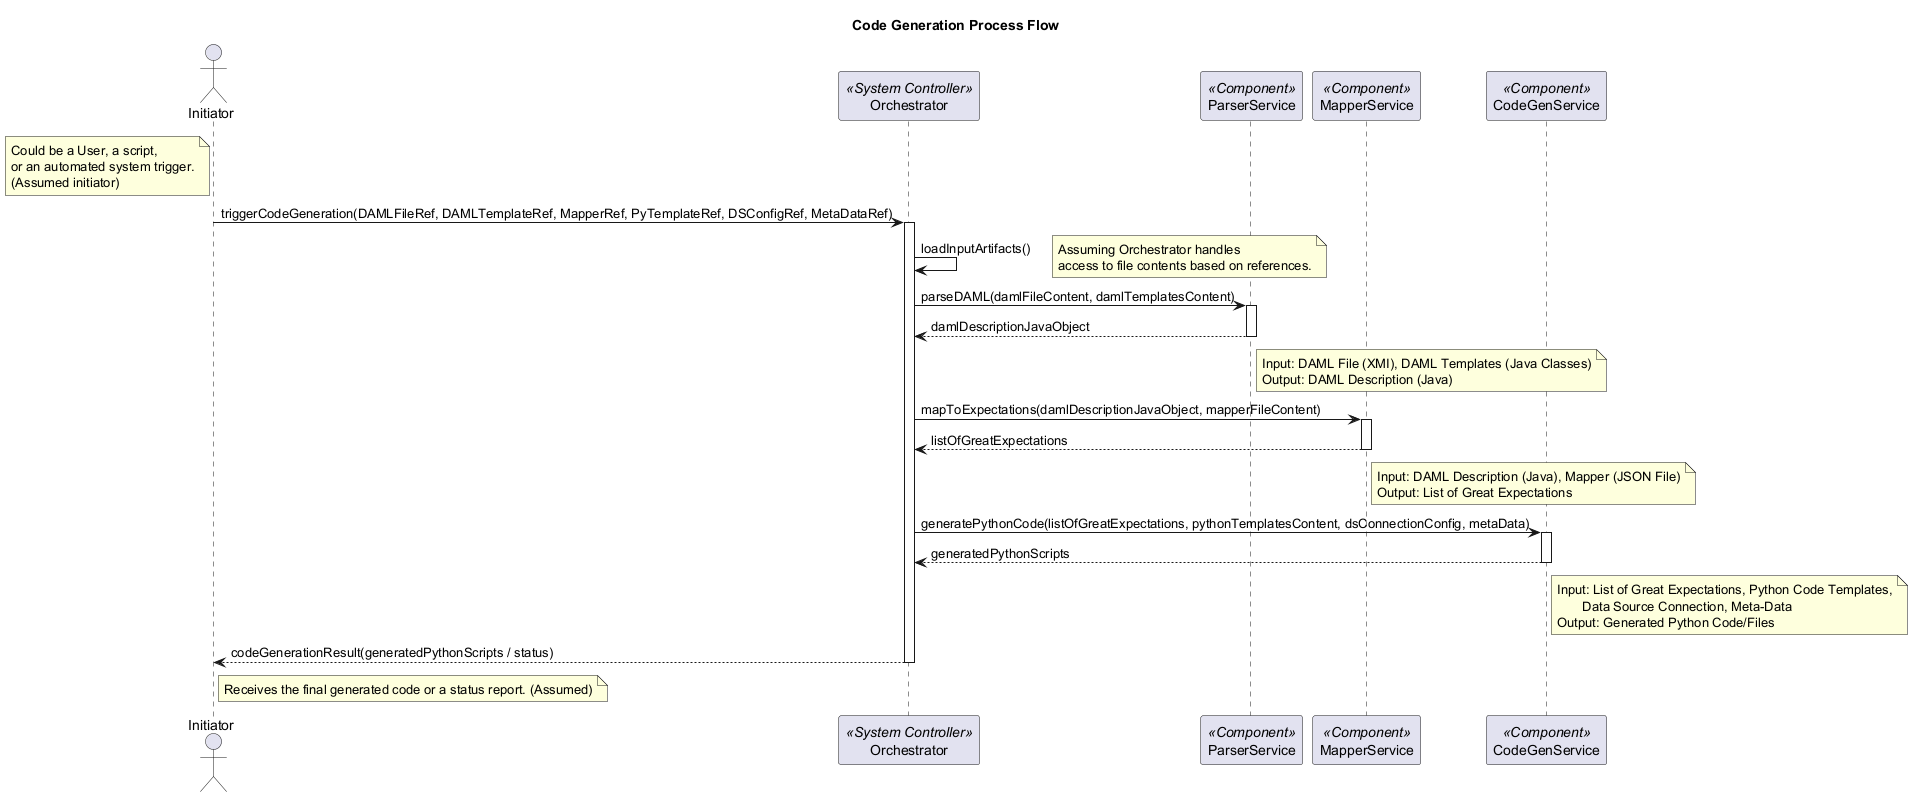 Code Generation Process Flow
Initiator
«System Controller»
Orchestrator
«Component»
ParserService
«Component»
MapperService
«Component»
CodeGenService
Could be a User, a script,
or an automated system trigger.
(Assumed initiator)
triggerCodeGeneration(DAMLFileRef, DAMLTemplateRef, MapperRef, PyTemplateRef, DSConfigRef, MetaDataRef)
loadInputArtifacts()
Assuming Orchestrator handles
access to file contents based on references.
parseDAML(damlFileContent, damlTemplatesContent)
damlDescriptionJavaObject
Input: DAML File (XMI), DAML Templates (Java Classes)
Output: DAML Description (Java)
mapToExpectations(damlDescriptionJavaObject, mapperFileContent)
listOfGreatExpectations
Input: DAML Description (Java), Mapper (JSON File)
Output: List of Great Expectations
generatePythonCode(listOfGreatExpectations, pythonTemplatesContent, dsConnectionConfig, metaData)
generatedPythonScripts
Input: List of Great Expectations, Python Code Templates,
Data Source Connection, Meta-Data
Output: Generated Python Code/Files
codeGenerationResult(generatedPythonScripts / status)
Receives the final generated code or a status report. (Assumed)
Initiator
«System Controller»
Orchestrator
«Component»
ParserService
«Component»
MapperService
«Component»
CodeGenService